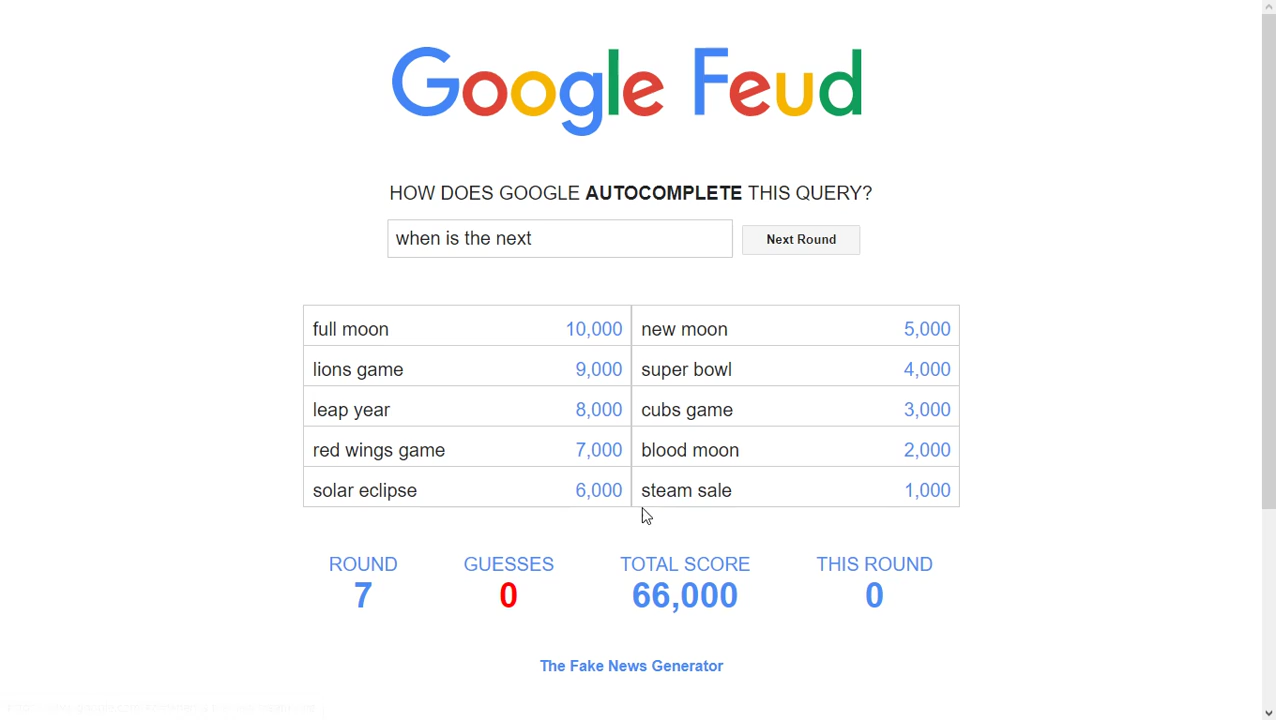 Google Feud
HOW DOES GOOGLE AUTOCOMPLETE THIS QUERY?
when is the next
Next Round
full moon 10,000 new moon 5,000
lions game 9,000 super bowl 4,000
leap year 8,000 cubs game 3,000
red wings game 7,000 blood moon 2,000
solar eclipse 6,000 steam sale 1,000
ROUND GUESSES TOTAL SCORE THIS ROUND
7 0 66,000 0
The Fake News Generator